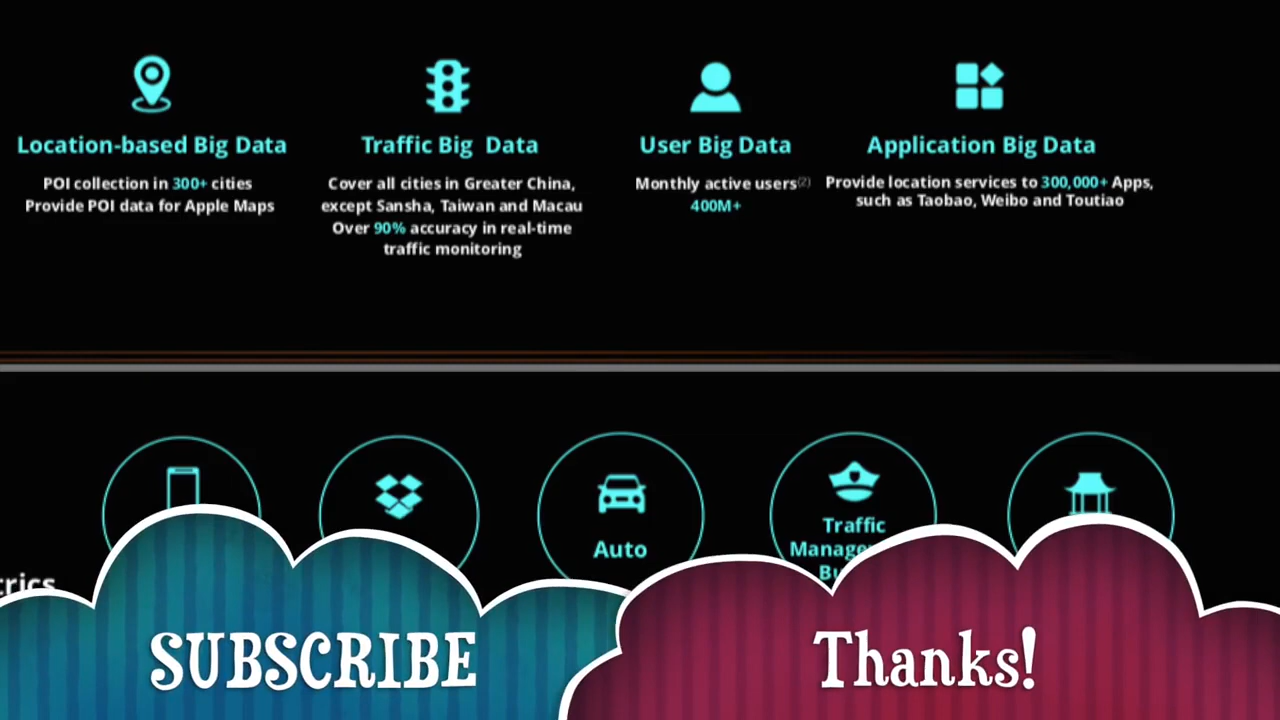 Location-based Big Data
POI collection in 300+ cities
Provide POI data for Apple Maps
Traffic Big Data
Cover all cities in Greater China,
except Sansha, Taiwan and Macau
Over 90% accuracy in real-time
traffic monitoring
User Big Data
Monthly active users(2)
400M+
Application Big Data
Provide location services to 300,000+ Apps,
such as Taobao, Weibo and Toutiao
Auto
Traffic
SUBSCRIBE
Thanks!